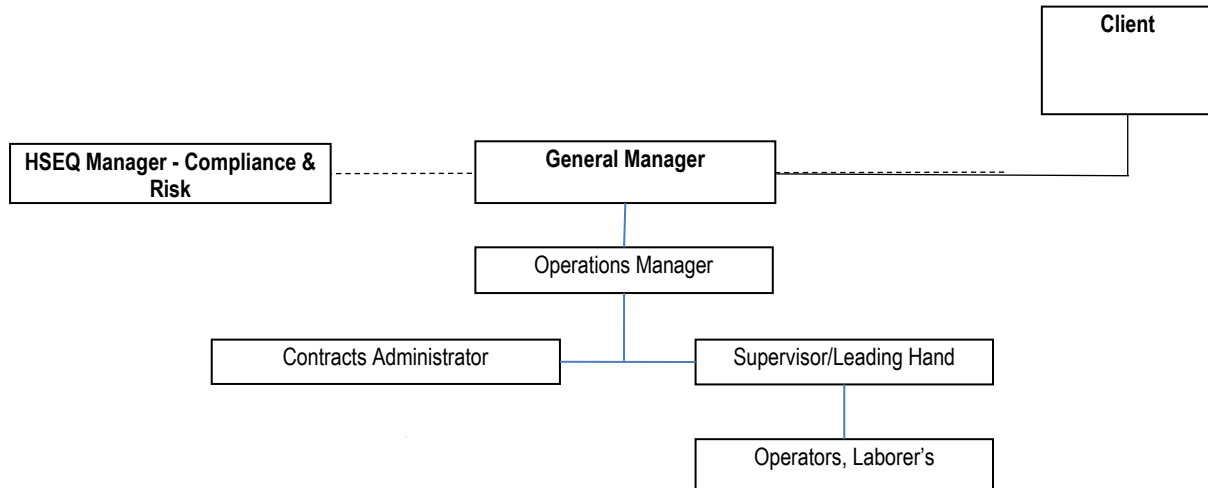 Client
HSEQ Manager - Compliance &
Risk
General Manager
Operations Manager
Contracts Administrator
Supervisor/Leading Hand
Operators, Laborer’s